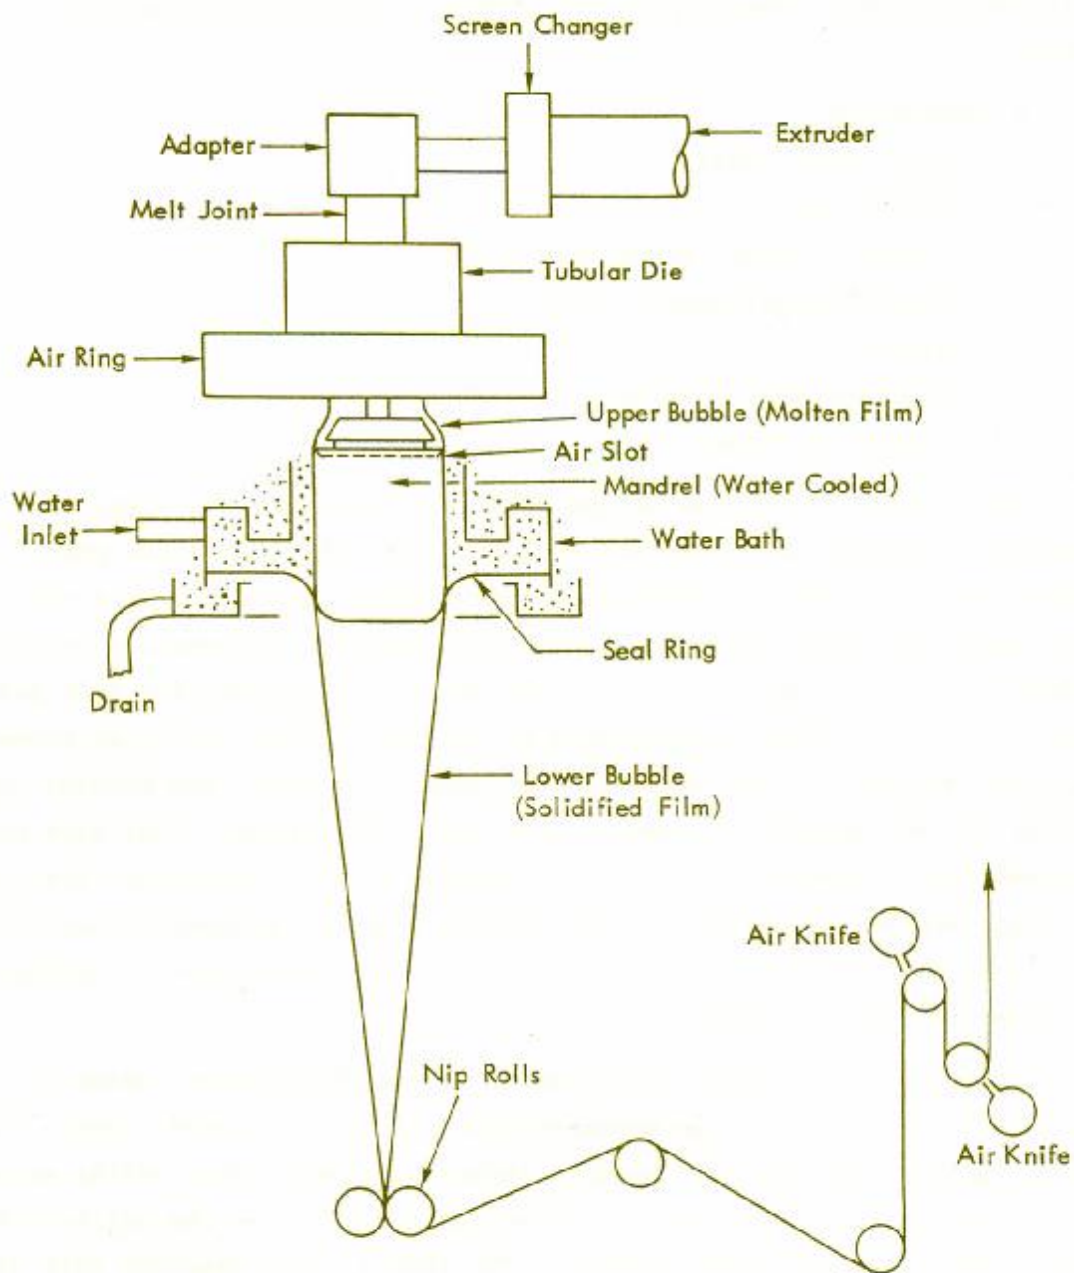 Screen Changer
Adapter
Extruder
Melt Joint
Tubular Die
Air Ring
Upper Bubble (Molten Film)
Air Slot
Mandrel (Water Cooled)
Water
Inlet
Water Bath
Seal Ring
Drain
Lower Bubble
(Solidified Film)
Air Knife
Nip Rolls
Air Knife